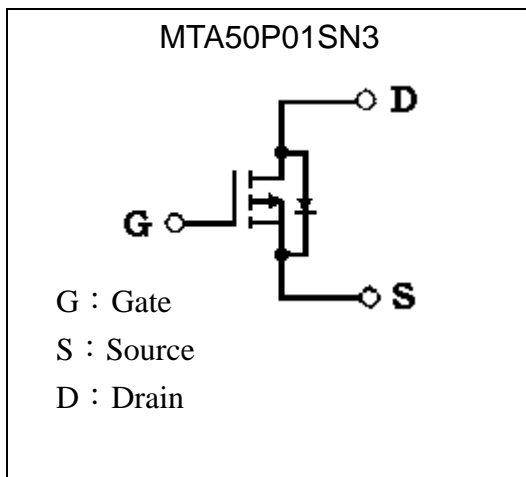 MTA50P01SN3
D
G
S
G：Gate
S：Source
D：Drain